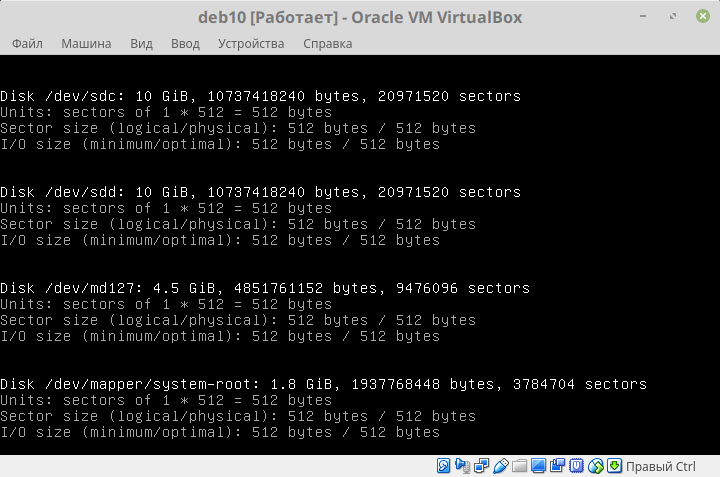 deb10 [Работает] - Oracle VM VirtualBox
Файл Машина Вид Ввод Устройства Справка
Disk /dev/sdc: 10 GiB, 10737418240 bytes, 20971520 sectors
Units: sectors of 1 * 512 = 512 bytes
Sector size (logical/physical): 512 bytes / 512 bytes
I/O size (minimum/optimal): 512 bytes / 512 bytes
Disk /dev/sdd: 10 GiB, 10737418240 bytes, 20971520 sectors
Units: sectors of 1 * 512 = 512 bytes
Sector size (logical/physical): 512 bytes / 512 bytes
I/O size (minimum/optimal): 512 bytes / 512 bytes
Disk /dev/md127: 4.5 GiB, 4851761152 bytes, 9476096 sectors
Units: sectors of 1 * 512 = 512 bytes
Sector size (logical/physical): 512 bytes / 512 bytes
I/O size (minimum/optimal): 512 bytes / 512 bytes
Disk /dev/mapper/system-root: 1.8 GiB, 1937768448 bytes, 3784704 sectors
Units: sectors of 1 * 512 = 512 bytes
Sector size (logical/physical): 512 bytes / 512 bytes
I/O size (minimum/optimal): 512 bytes / 512 bytes
Правый Ctrl